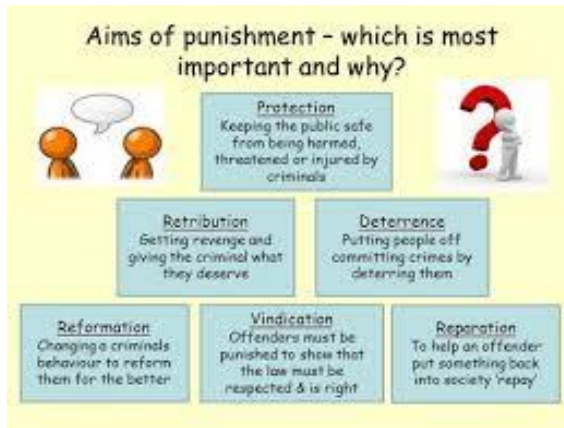 Aims of punishment – which is most
important and why?
Protection
Keeping the public safe
from being harmed,
threatened or injured by
criminals
Retribution
Getting revenge and
giving the criminal what
they deserve
Deterrence
Putting people off
committing crimes by
deterring them
Reformation
Changing a criminals
behaviour to reform
them for the better
Vindication
Offenders must be
punished to show that
the law must be
respected & is right
Reparation
To help an offender
put something back
into society 'repay'